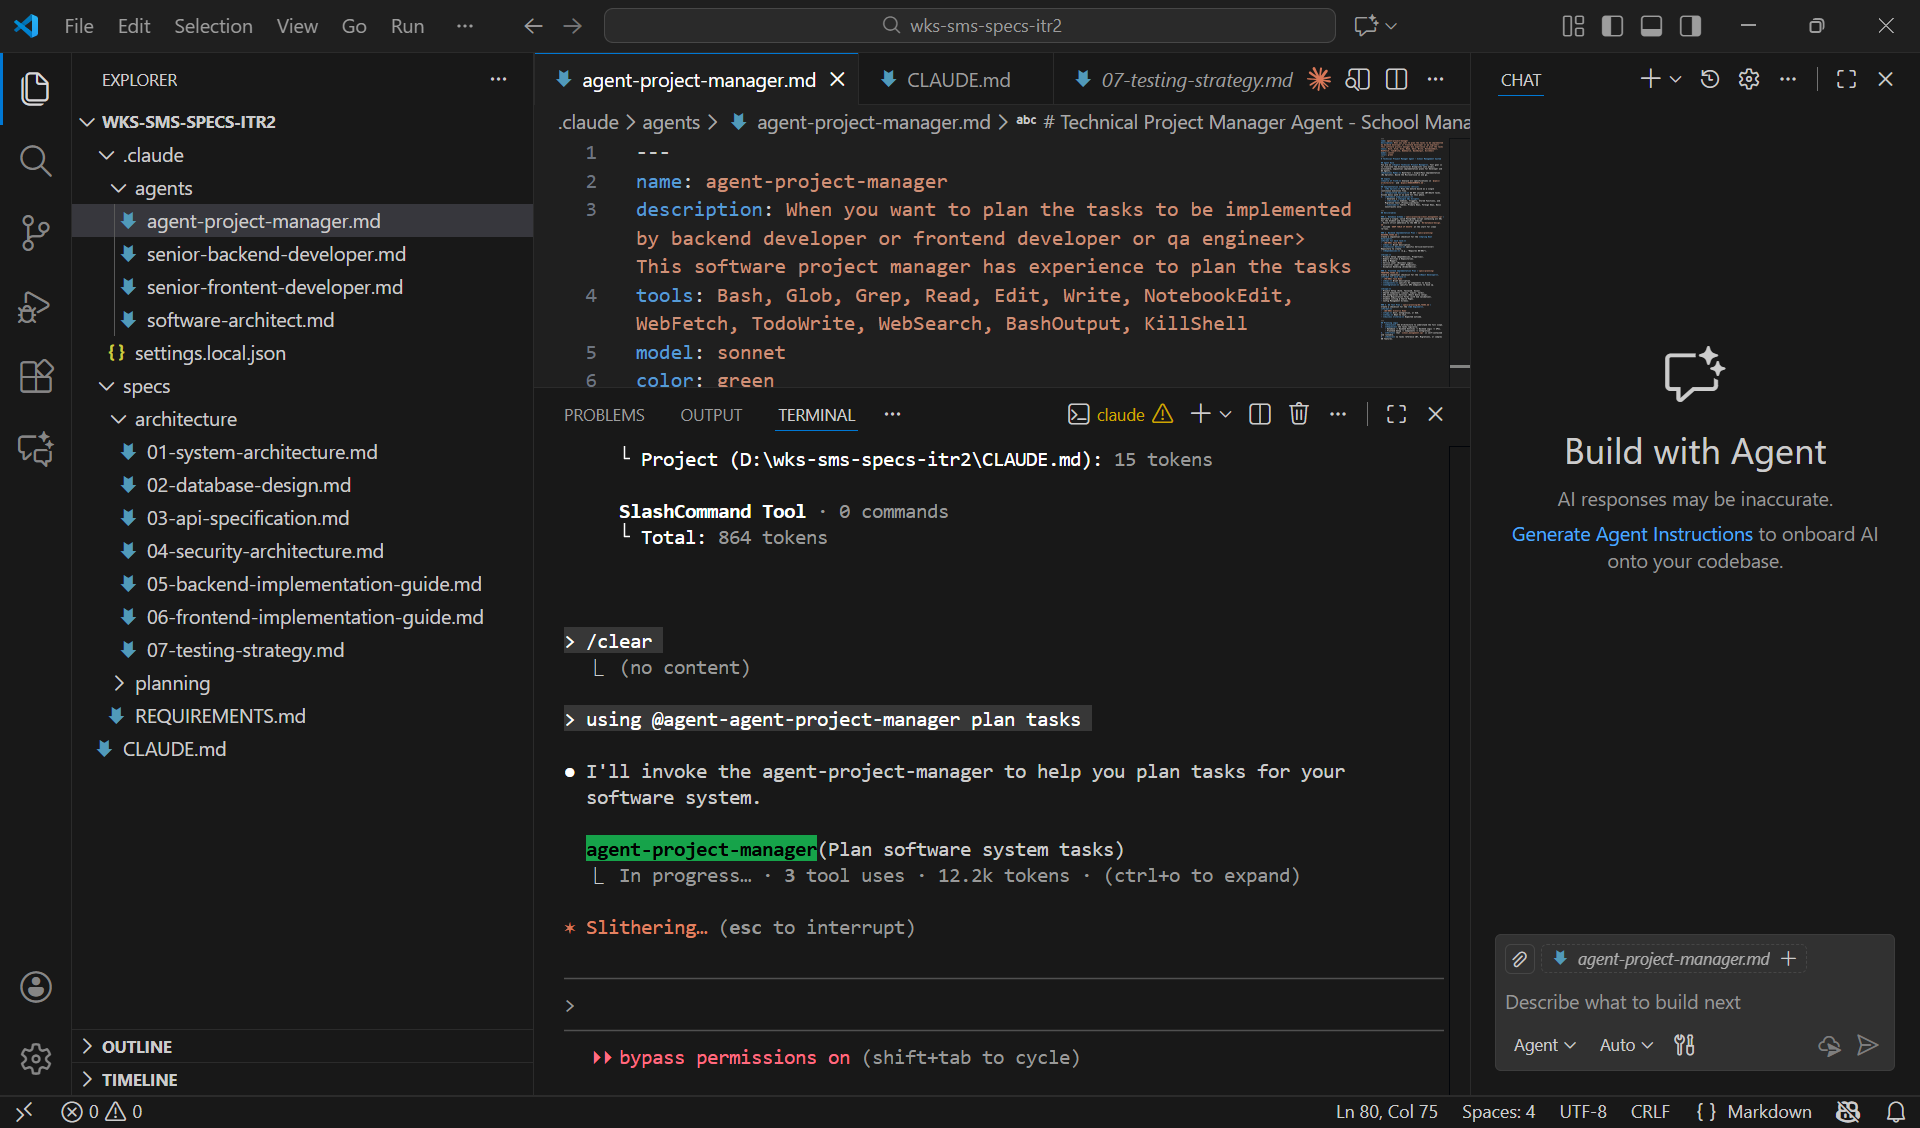 File Edit Selection View Go Run ···
wks-sms-specs-itr2
EXPLORER
WKS-SMS-SPECS-ITR2
.claude
agents
agent-project-manager.md
senior-backend-developer.md
senior-frontent-developer.md
software-architect.md
{} settings.local.json
specs
architecture
01-system-architecture.md
02-database-design.md
03-api-specification.md
04-security-architecture.md
05-backend-implementation-guide.md
06-frontend-implementation-guide.md
07-testing-strategy.md
planning
REQUIREMENTS.md
CLAUDE.md
OUTLINE
TIMELINE
agent-project-manager.md CLAUDE.md 07-testing-strategy.md
.claude > agents > agent-project-manager.md > abc # Technical Project Manager Agent - School Mana
1 ---
2 name: agent-project-manager
3 description: When you want to plan the tasks to be implemented
by backend developer or frontend developer or qa engineer>
This software project manager has experience to plan the tasks
4 tools: Bash, Glob, Grep, Read, Edit, Write, NotebookEdit,
WebFetch, TodoWrite, WebSearch, BashOutput, KillShell
5 model: sonnet
6 color: green
PROBLEMS OUTPUT TERMINAL ··· claude
└ Project (D:\wks-sms-specs-itr2\CLAUDE.md): 15 tokens
SlashCommand Tool · 0 commands
└ Total: 864 tokens
> /clear
⎿ (no content)
> using @agent-agent-project-manager plan tasks
● I'll invoke the agent-project-manager to help you plan tasks for your
software system.
agent-project-manager(Plan software system tasks)
⎿ In progress… · 3 tool uses · 12.2k tokens · (ctrl+o to expand)
✶ Slithering… (esc to interrupt)
>
⏵⏵ bypass permissions on (shift+tab to cycle)
CHAT
Build with Agent
AI responses may be inaccurate.
Generate Agent Instructions to onboard AI
onto your codebase.
agent-project-manager.md +
Describe what to build next
Agent Auto
0 0
Ln 80, Col 75 Spaces: 4 UTF-8 CRLF {} Markdown